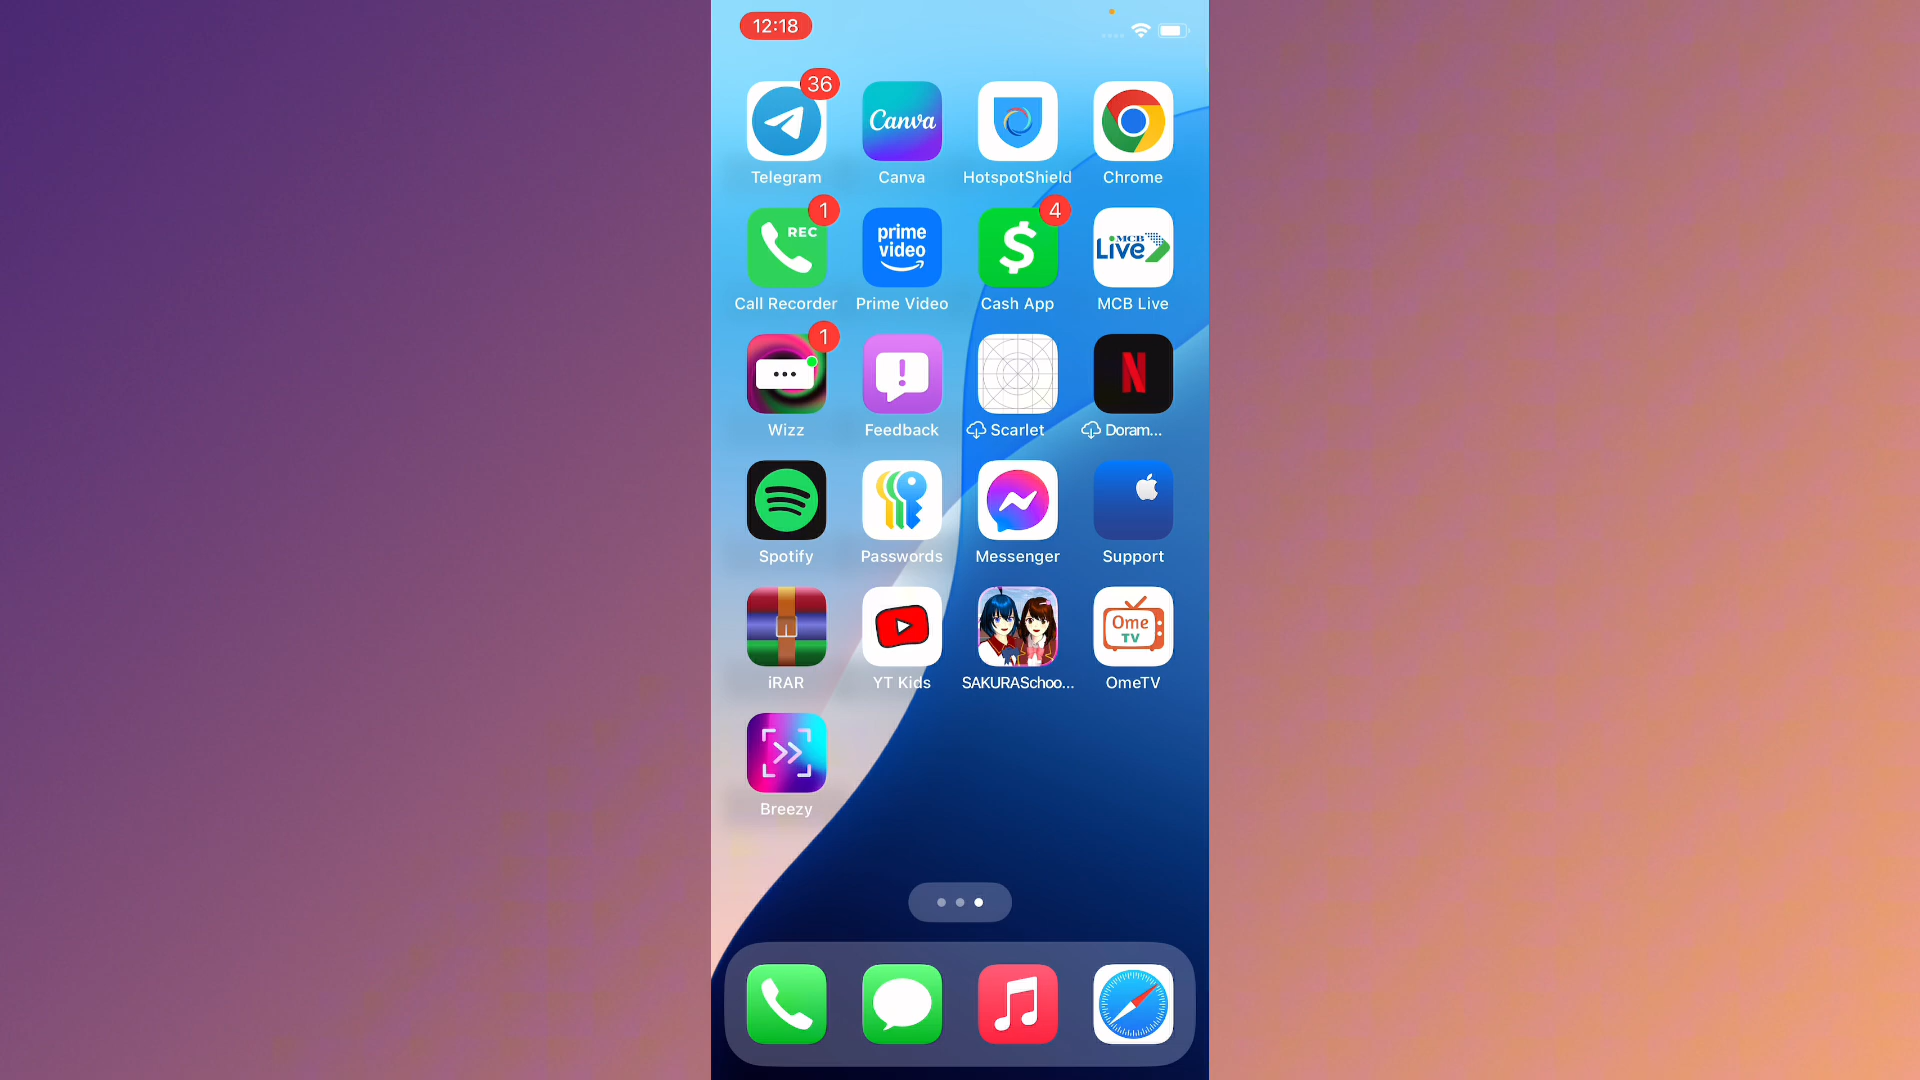 12:18
36
Canva
Telegram
Canva
HotspotShield
Chrome
1
4
REC
prime
video
MCB
Live
Call Recorder
Prime Video
Cash App
MCB Live
1
Wizz
Feedback
Scarlet
Doram...
Spotify
Passwords
Messenger
Support
Ome
TV
iRAR
YT Kids
SAKURASchoo...
OmeTV
Breezy